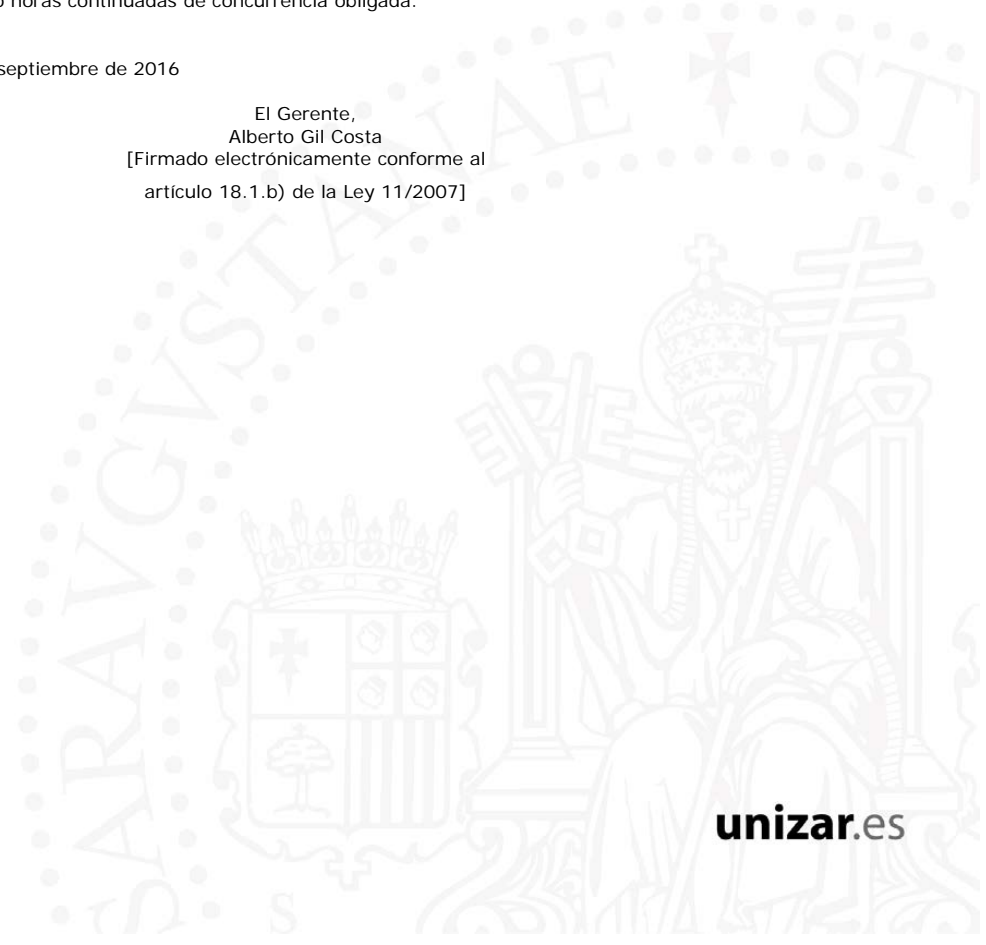 horas continuadas de concurrencia obligada.
septiembre de 2016
El Gerente,
Alberto Gil Costa
[Firmado electrónicamente conforme al
artículo 18.1.b) de la Ley 11/2007]
unizar.es